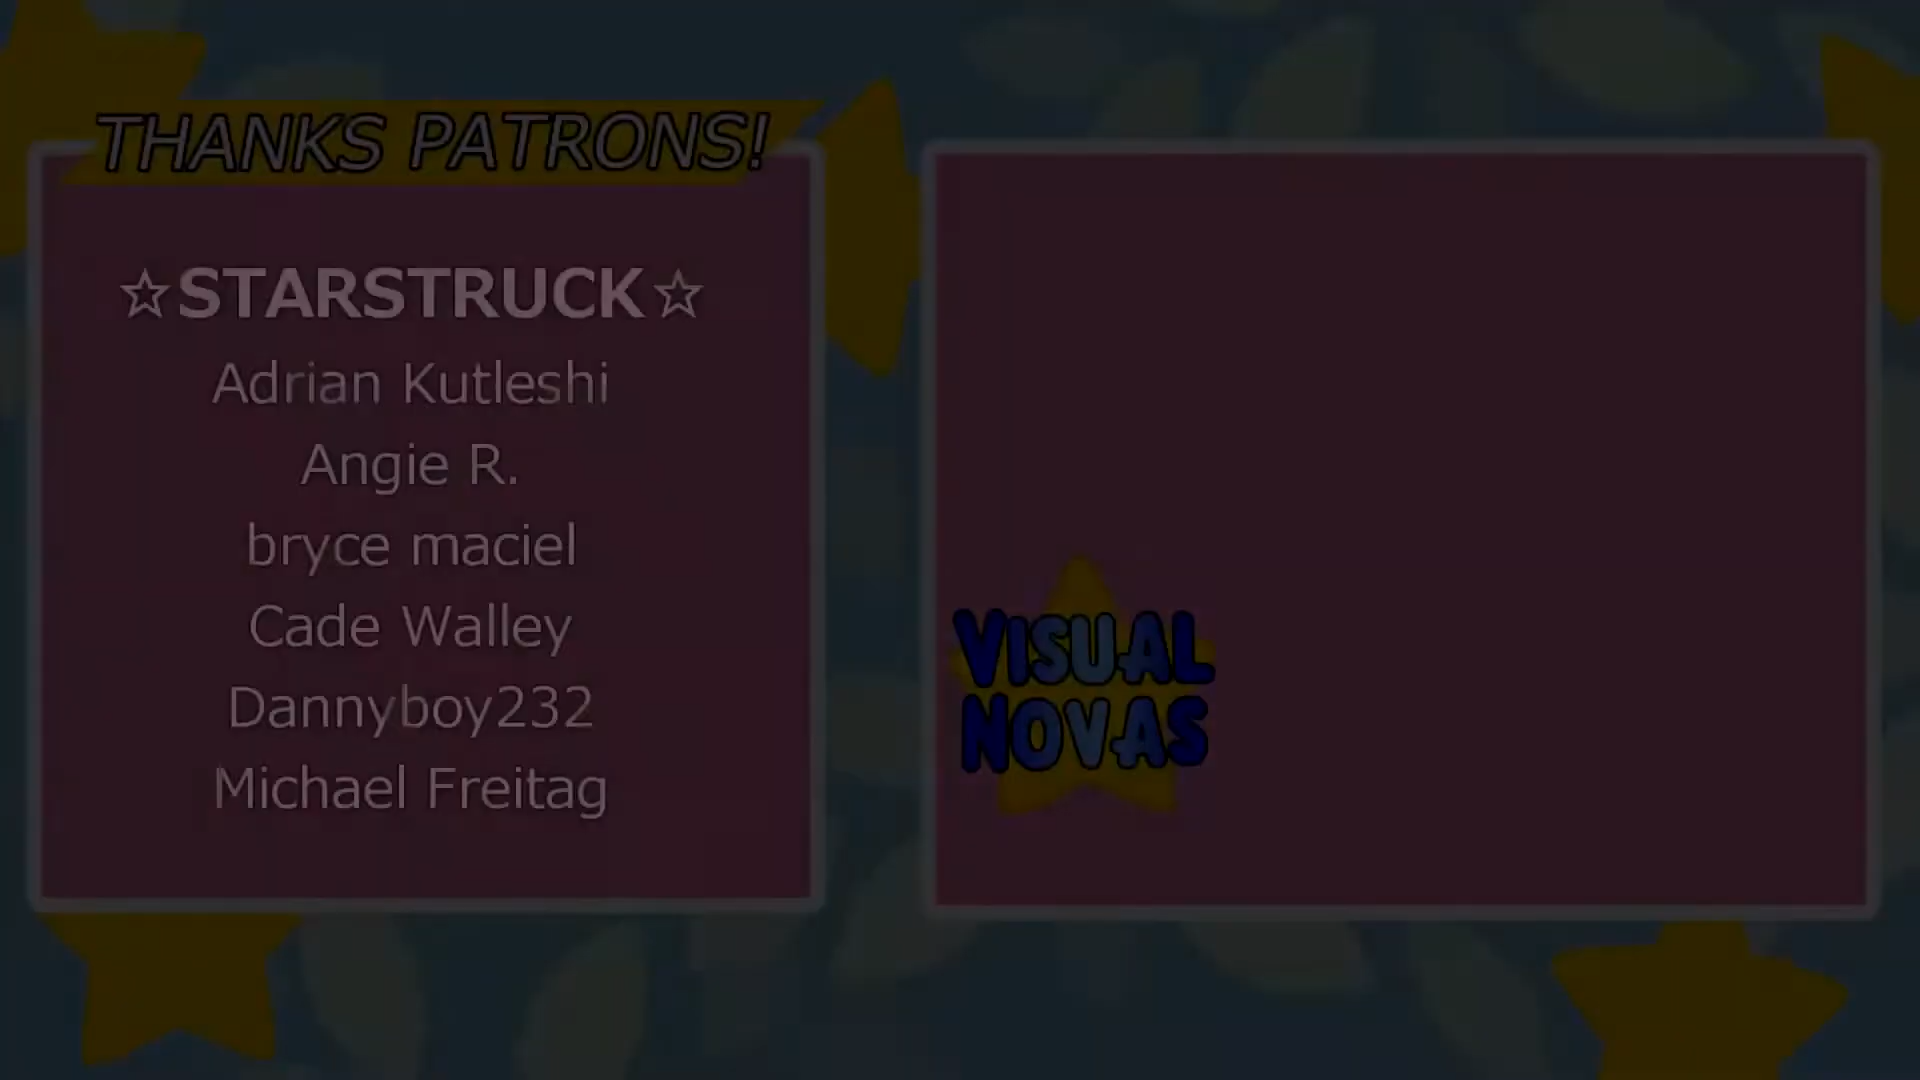 THANKS PATRONS!
☆STARSTRUCK☆
Adrian Kutleshi
Angie R.
bryce maciel
Cade Walley
Dannyboy232
Michael Freitag
VISUAL
NOVAS